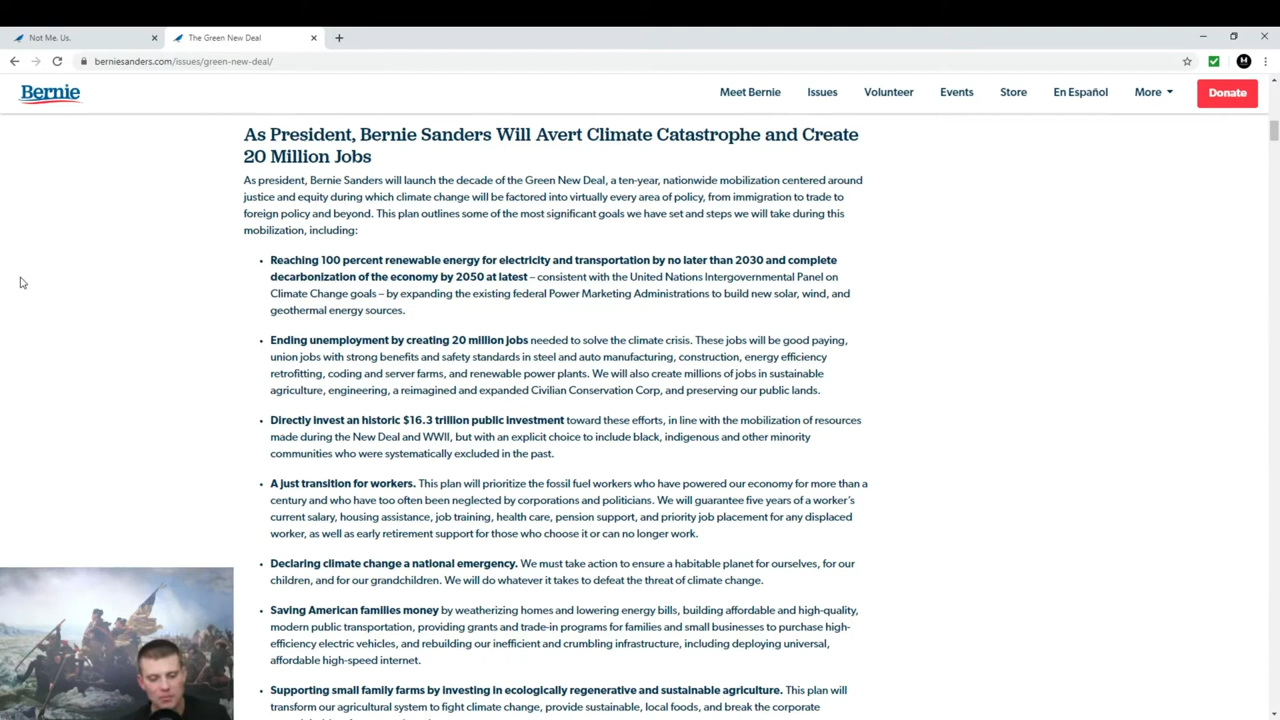 Not Me. Us.
The Green New Deal
berniesanders.com/issues/green-new-deal/
Bernie
Meet Bernie
Issues
Volunteer
Events
Store
En Español
More
Donate
As President, Bernie Sanders Will Avert Climate Catastrophe and Create
20 Million Jobs
As president, Bernie Sanders will launch the decade of the Green New Deal, a ten-year, nationwide mobilization centered around
justice and equity during which climate change will be factored into virtually every area of policy, from immigration to trade to
foreign policy and beyond. This plan outlines some of the most significant goals we have set and steps we will take during this
mobilization, including:
• Reaching 100 percent renewable energy for electricity and transportation by no later than 2030 and complete
decarbonization of the economy by 2050 at latest – consistent with the United Nations Intergovernmental Panel on
Climate Change goals – by expanding the existing federal Power Marketing Administrations to build new solar, wind, and
geothermal energy sources.
• Ending unemployment by creating 20 million jobs needed to solve the climate crisis. These jobs will be good paying,
union jobs with strong benefits and safety standards in steel and auto manufacturing, construction, energy efficiency
retrofitting, coding and server farms, and renewable power plants. We will also create millions of jobs in sustainable
agriculture, engineering, a reimagined and expanded Civilian Conservation Corp, and preserving our public lands.
• Directly invest an historic $16.3 trillion public investment toward these efforts, in line with the mobilization of resources
made during the New Deal and WWII, but with an explicit choice to include black, indigenous and other minority
communities who were systematically excluded in the past.
• A just transition for workers. This plan will prioritize the fossil fuel workers who have powered our economy for more than a
century and who have too often been neglected by corporations and politicians. We will guarantee five years of a worker's
current salary, housing assistance, job training, health care, pension support, and priority job placement for any displaced
worker, as well as early retirement support for those who choose it or can no longer work.
• Declaring climate change a national emergency. We must take action to ensure a habitable planet for ourselves, for our
children, and for our grandchildren. We will do whatever it takes to defeat the threat of climate change.
• Saving American families money by weatherizing homes and lowering energy bills, building affordable and high-quality,
modern public transportation, providing grants and trade-in programs for families and small businesses to purchase high-
efficiency electric vehicles, and rebuilding our inefficient and crumbling infrastructure, including deploying universal,
affordable high-speed internet.
• Supporting small family farms by investing in ecologically regenerative and sustainable agriculture. This plan will
transform our agricultural system to fight climate change, provide sustainable, local foods, and break the corporate